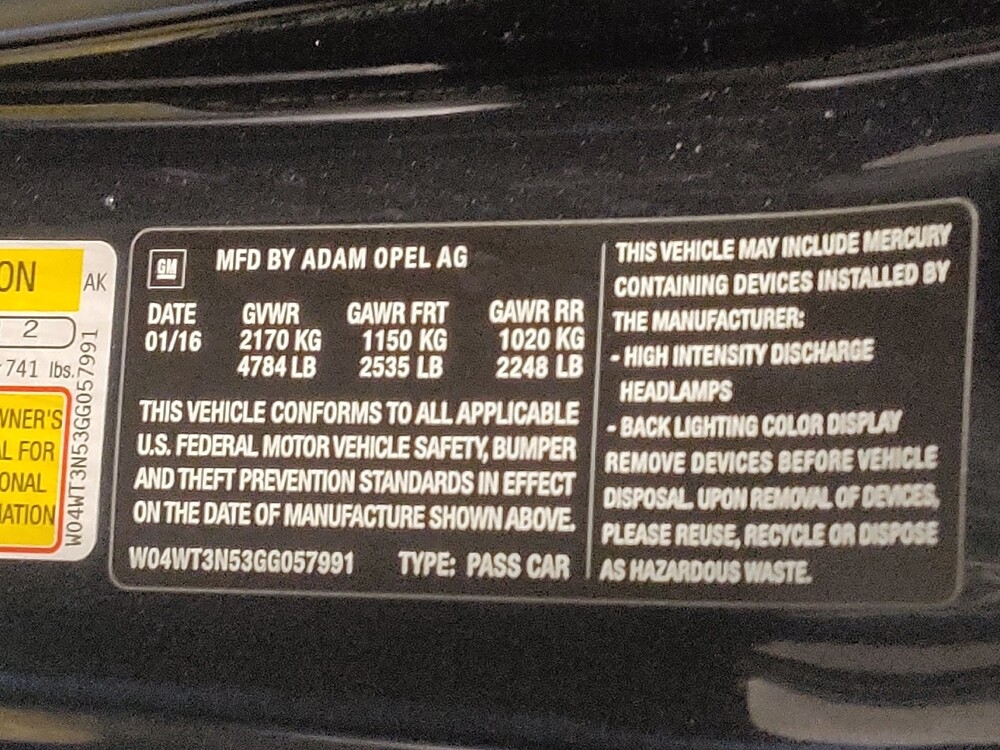 ON
AK
2
741 lbs.
WNER'S
AL FOR
ONAL
MATION
W04WT3N53GG057991
GM
MFD BY ADAM OPEL AG
DATE GVWR GAWR FRT GAWR RR
01/16 2170 KG 1150 KG 1020 KG
4784 LB 2535 LB 2248 LB
THIS VEHICLE CONFORMS TO ALL APPLICABLE
U.S. FEDERAL MOTOR VEHICLE SAFETY, BUMPER
AND THEFT PREVENTION STANDARDS IN EFFECT
ON THE DATE OF MANUFACTURE SHOWN ABOVE.
W04WT3N53GG057991 TYPE: PASS CAR
THIS VEHICLE MAY INCLUDE MERCURY
CONTAINING DEVICES INSTALLED BY
THE MANUFACTURER:
- HIGH INTENSITY DISCHARGE
HEADLAMPS
- BACK LIGHTING COLOR DISPLAY
REMOVE DEVICES BEFORE VEHICLE
DISPOSAL. UPON REMOVAL OF DEVICES,
PLEASE REUSE, RECYCLE OR DISPOSE
AS HAZARDOUS WASTE.